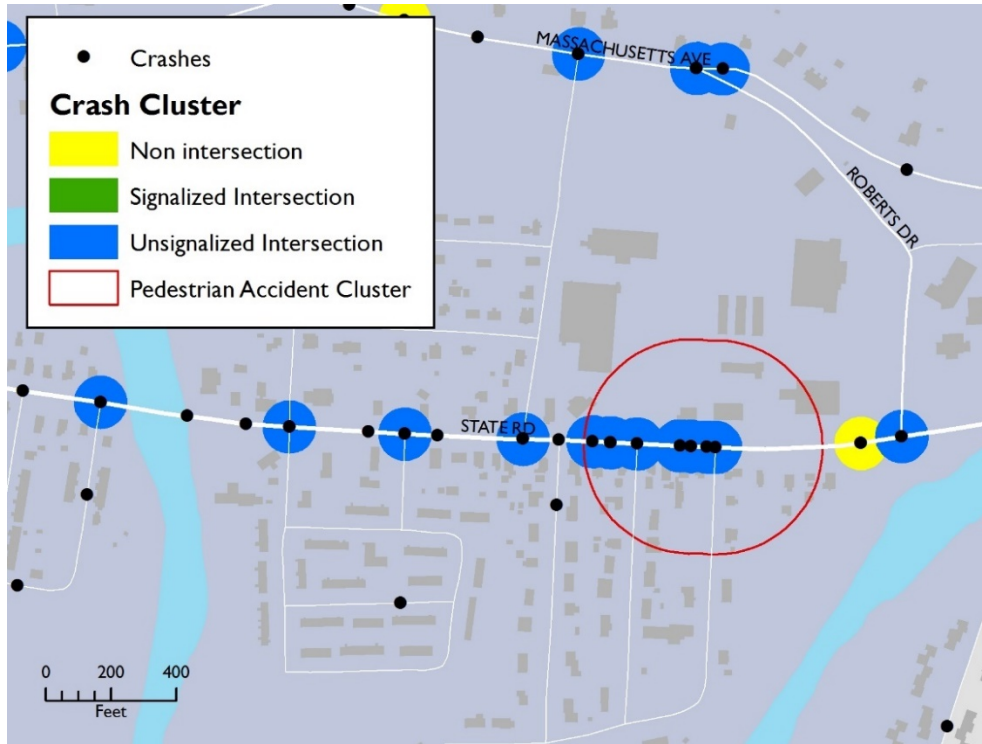 Crashes
Crash Cluster
Non intersection
Signalized Intersection
Unsignalized Intersection
Pedestrian Accident Cluster
MASSACHUSETTS AVE
ROBERTS DR
STATE RD
0 200 400
Feet